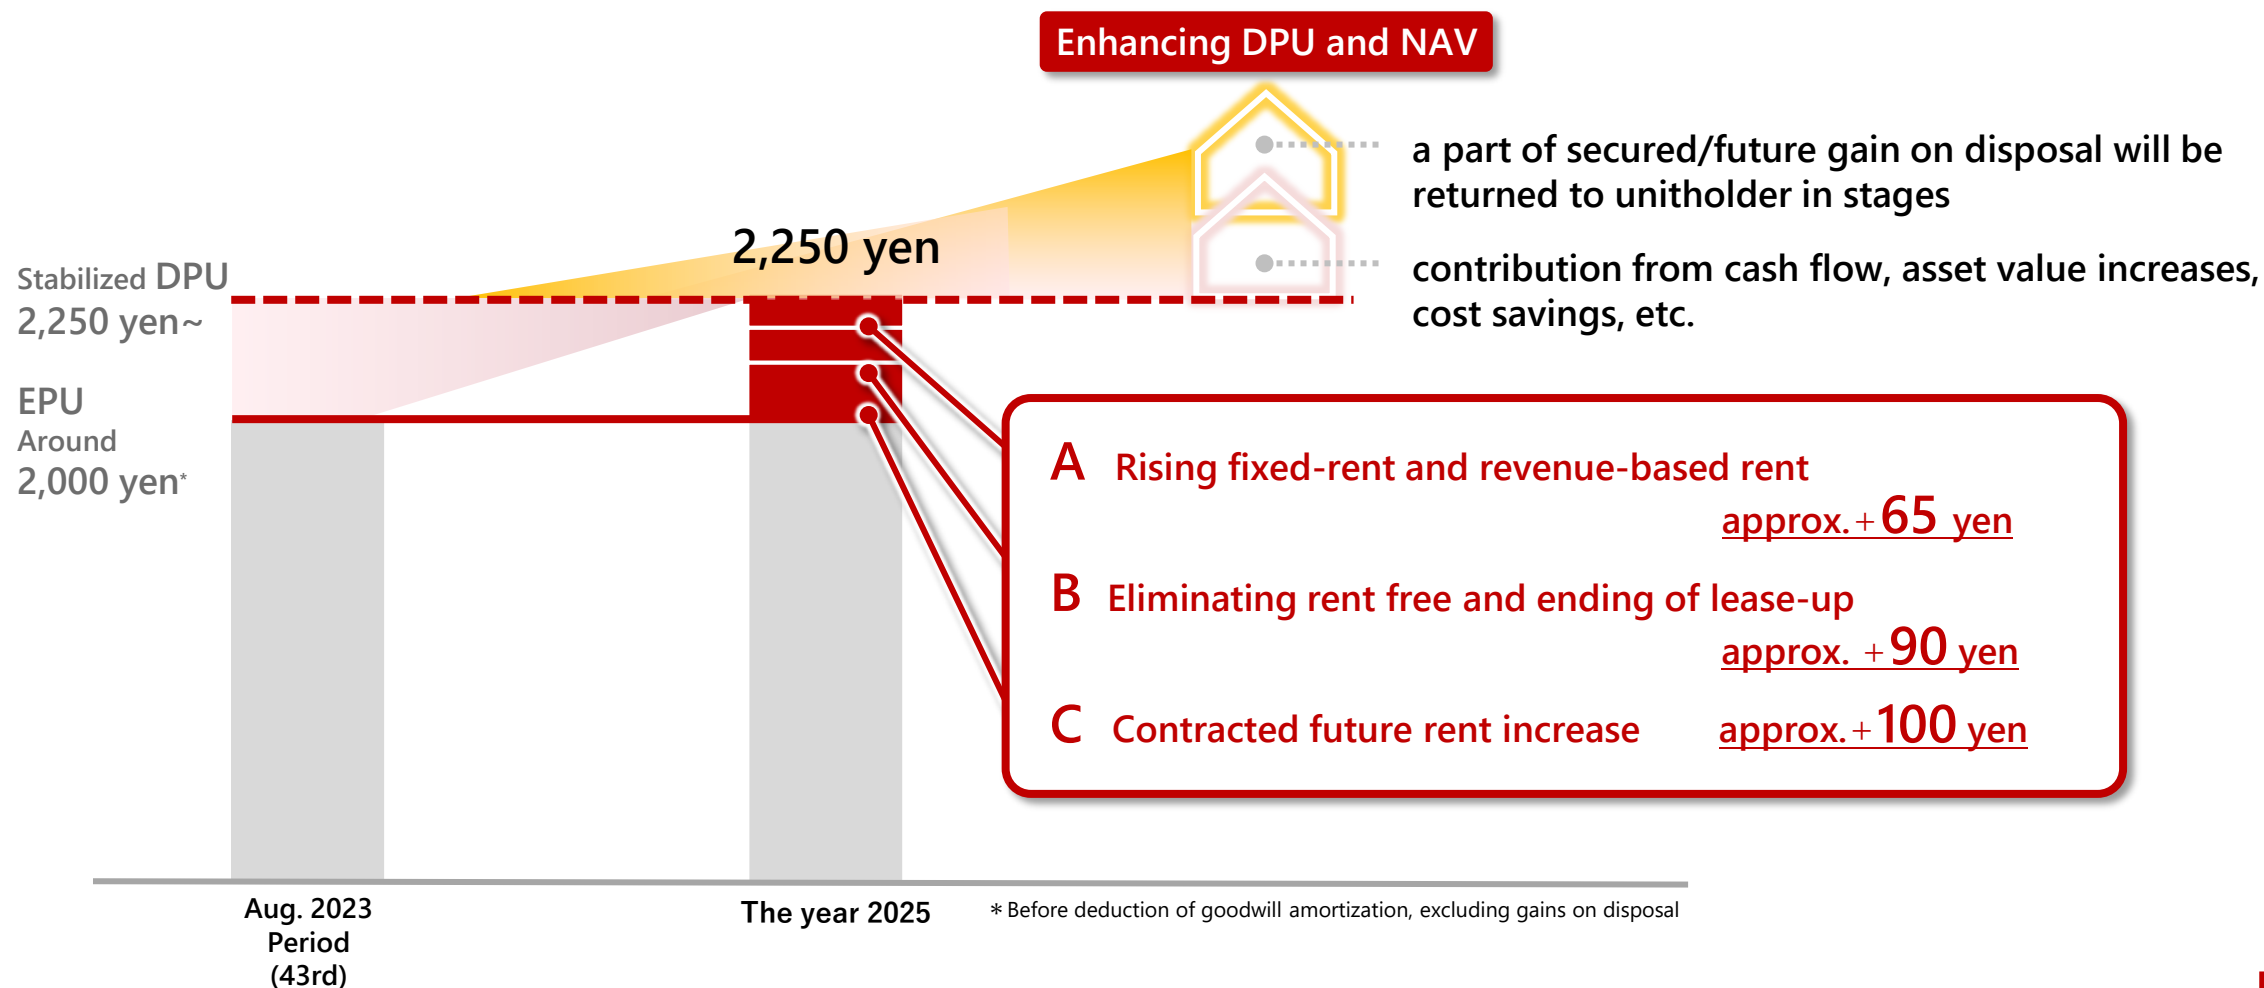 Enhancing DPU and NAV
a part of secured/future gain on disposal will be
returned to unitholder in stages
2,250 yen
contribution from cash flow, asset value increases,
cost savings, etc.
Stabilized DPU
2,250 yen~
EPU
Around
2,000 yen*
A Rising fixed-rent and revenue-based rent
approx.+65 yen
B Eliminating rent free and ending of lease-up
approx. +90 yen
C Contracted future rent increase approx.+100 yen
Aug. 2023
Period
(43rd)
The year 2025
＊Before deduction of goodwill amortization, excluding gains on disposal